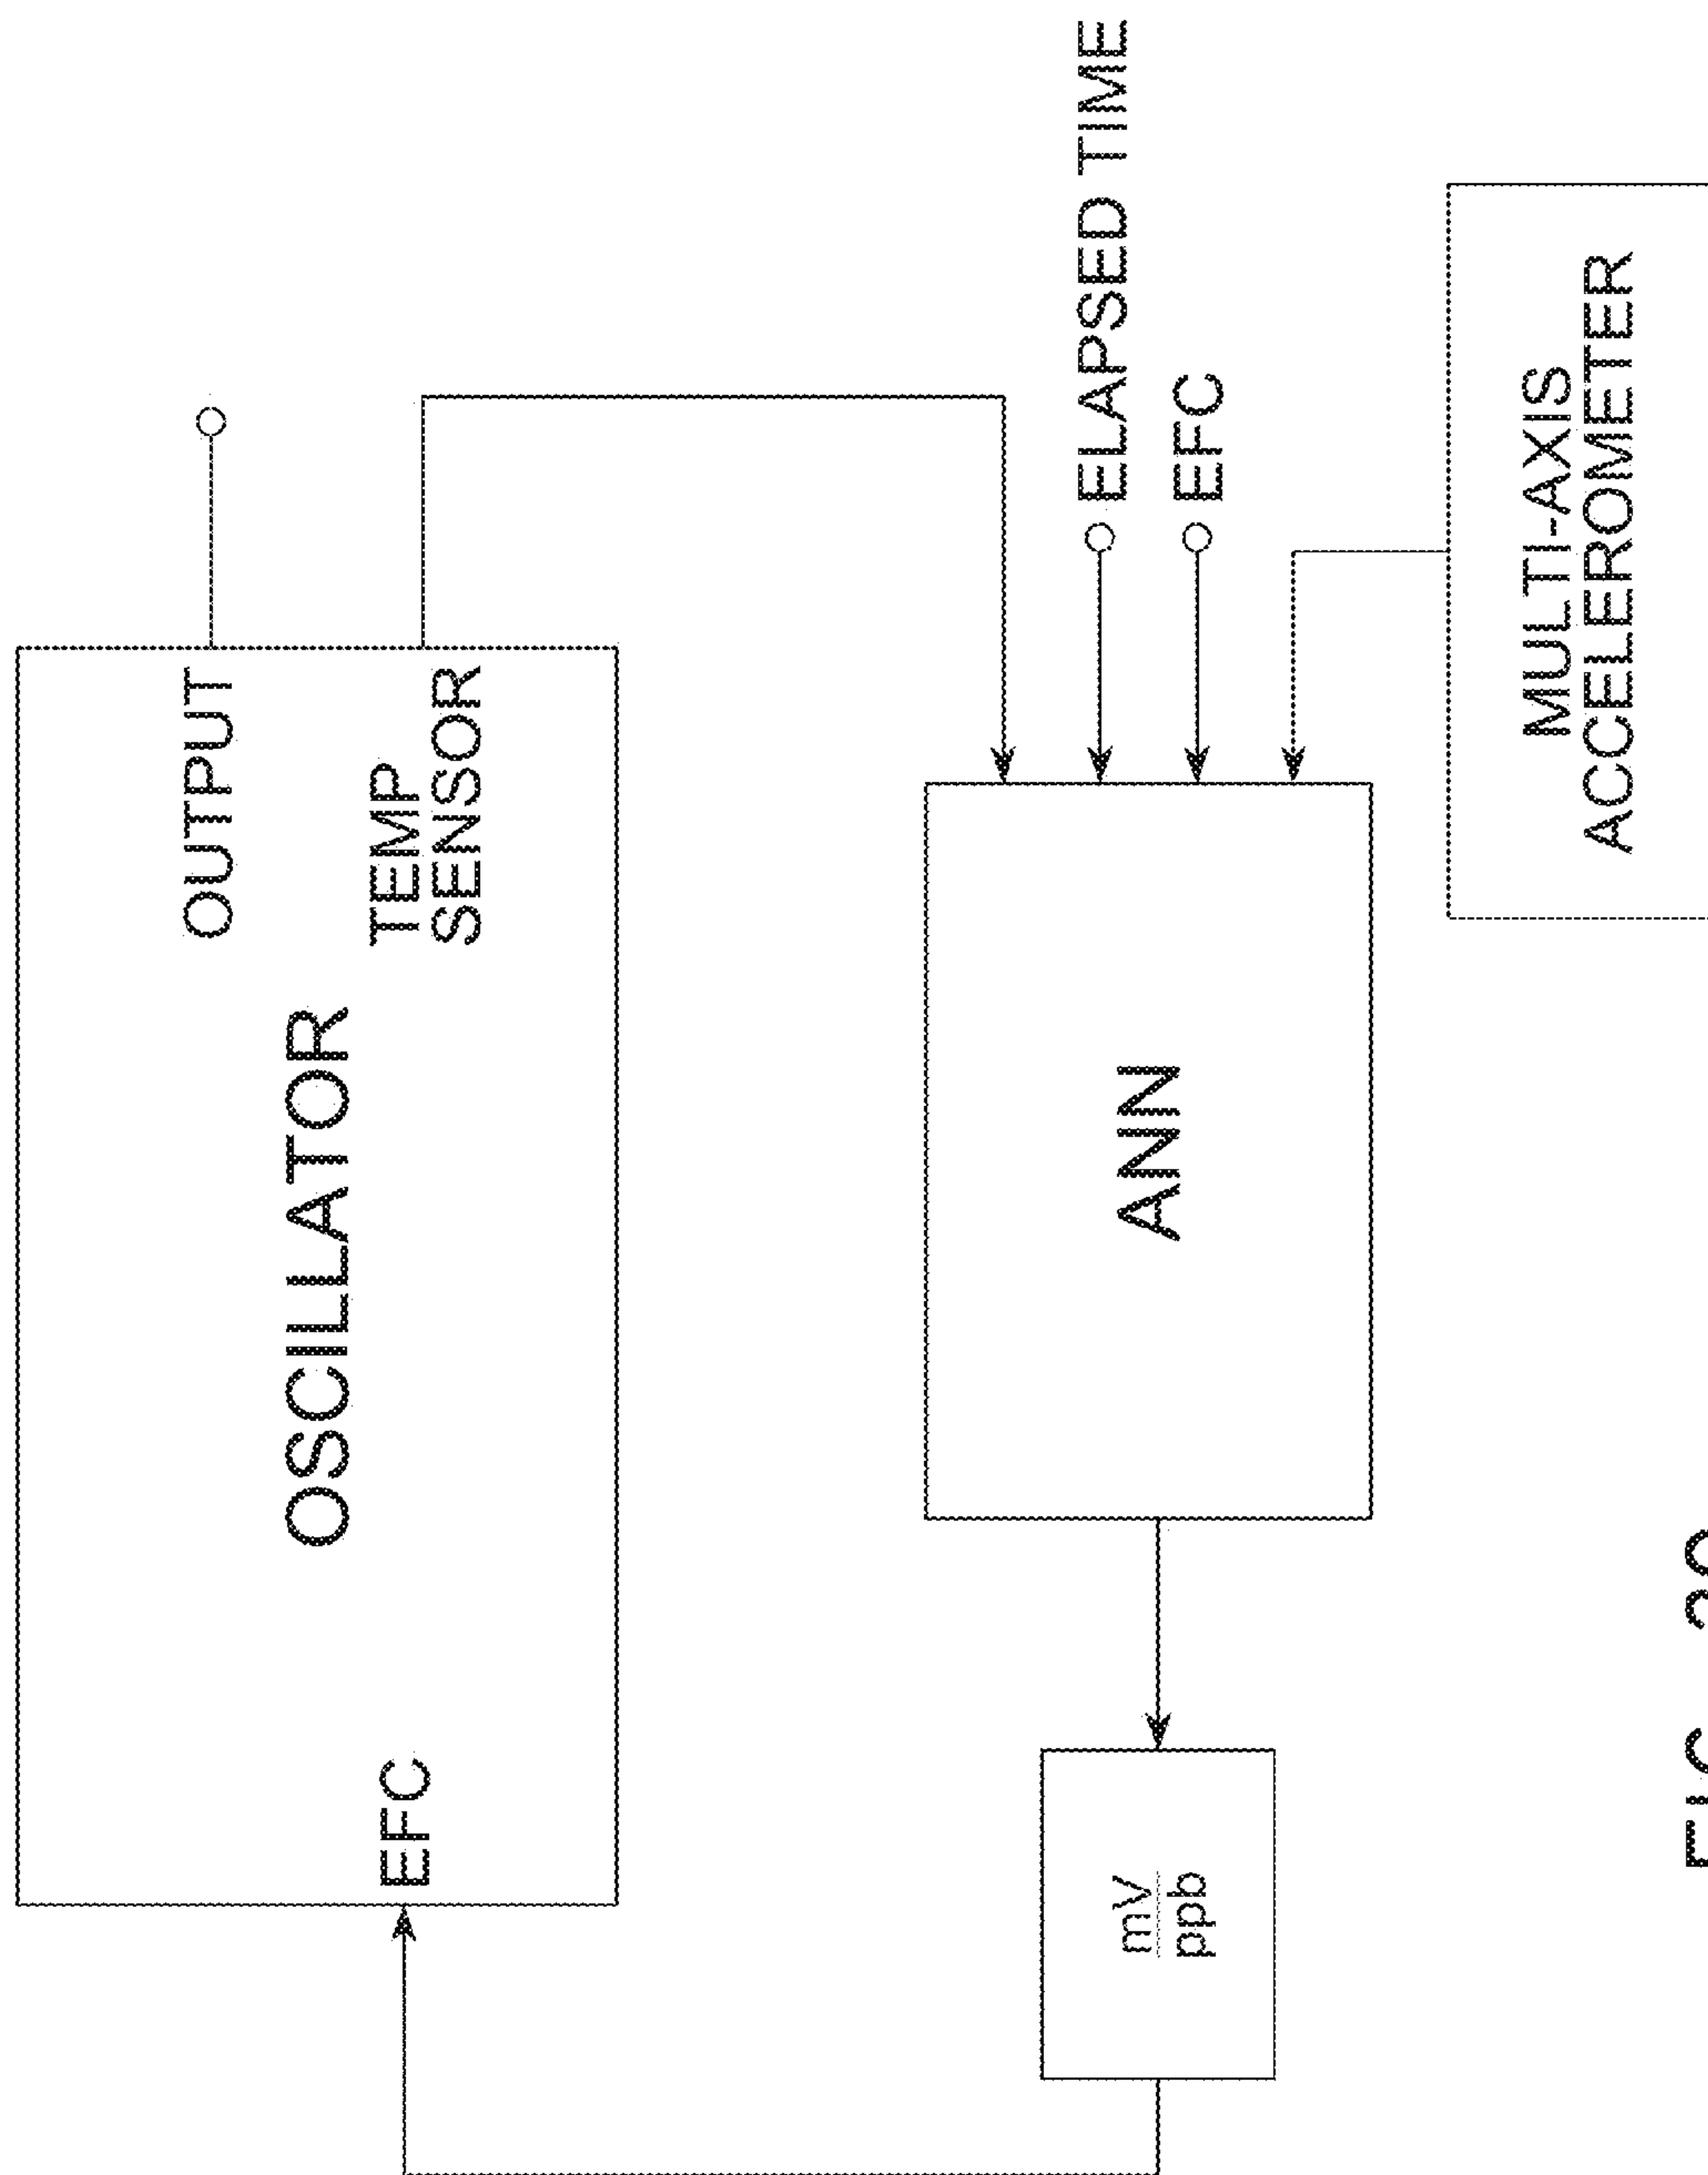 OSCILLATOR
EFC
OUTPUT
TEMP
SENSOR
ANN
ELAPSED TIME
EFC
mV
ppb
MULTI-AXIS
ACCELEROMETER